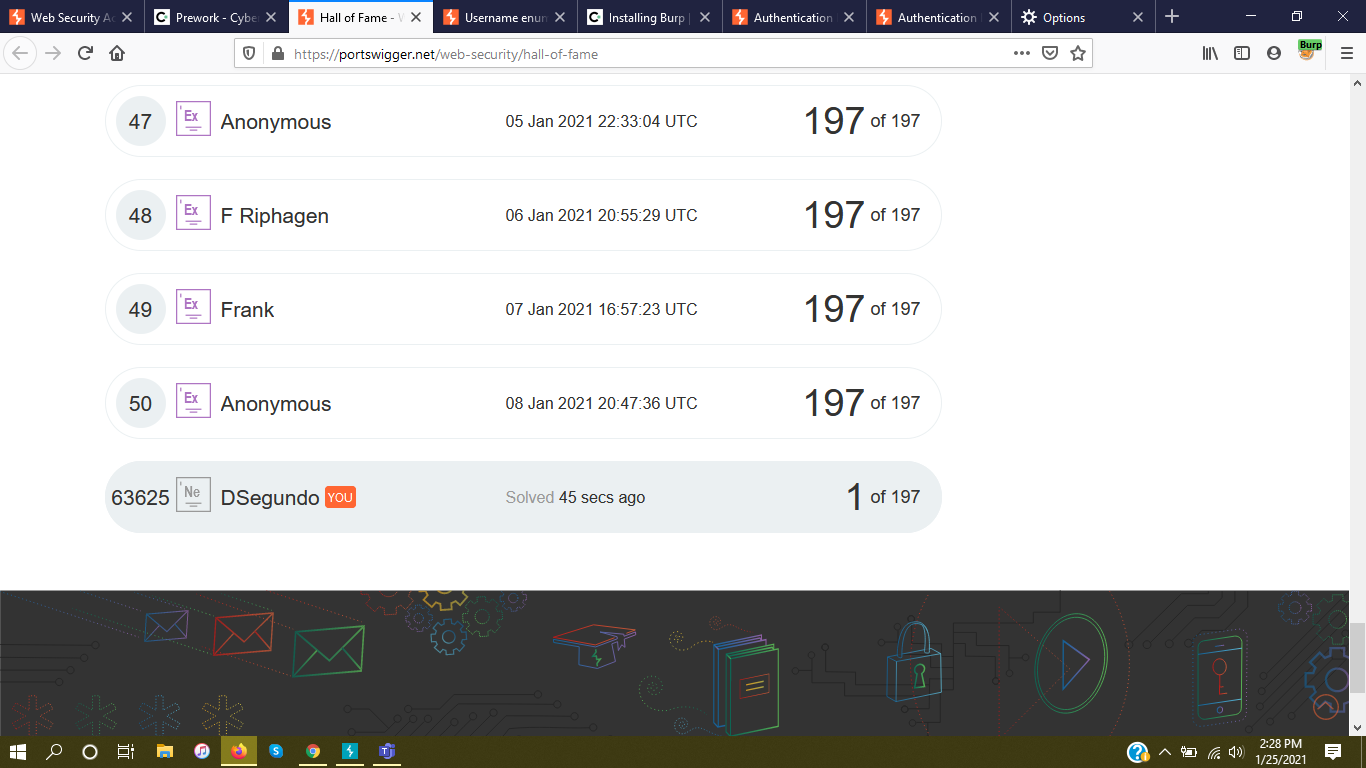 Web Security Ac
Prework - Cyber
Hall of Fame - W
Username enum
Installing Burp |
Authentication
Authentication
Options
https://portswigger.net/web-security/hall-of-fame
Burp
47 Ex Anonymous 05 Jan 2021 22:33:04 UTC 197 of 197
48 Ex F Riphagen 06 Jan 2021 20:55:29 UTC 197 of 197
49 Ex Frank 07 Jan 2021 16:57:23 UTC 197 of 197
50 Ex Anonymous 08 Jan 2021 20:47:36 UTC 197 of 197
63625 Ne DSegundo YOU Solved 45 secs ago 1 of 197
2:28 PM
1/25/2021